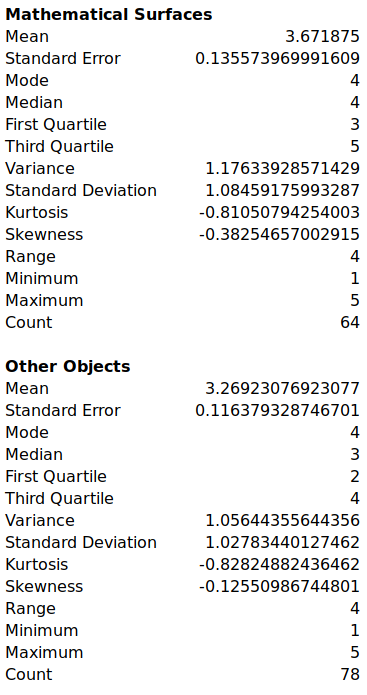 Mathematical Surfaces
Mean 3.671875
Standard Error 0.135573969991609
Mode 4
Median 4
First Quartile 3
Third Quartile 5
Variance 1.17633928571429
Standard Deviation 1.08459175993287
Kurtosis -0.81050794254003
Skewness -0.38254657002915
Range 4
Minimum 1
Maximum 5
Count 64
Other Objects
Mean 3.26923076923077
Standard Error 0.116379328746701
Mode 4
Median 3
First Quartile 2
Third Quartile 4
Variance 1.05644355644356
Standard Deviation 1.02783440127462
Kurtosis -0.82824882436462
Skewness -0.12550986744801
Range 4
Minimum 1
Maximum 5
Count 78